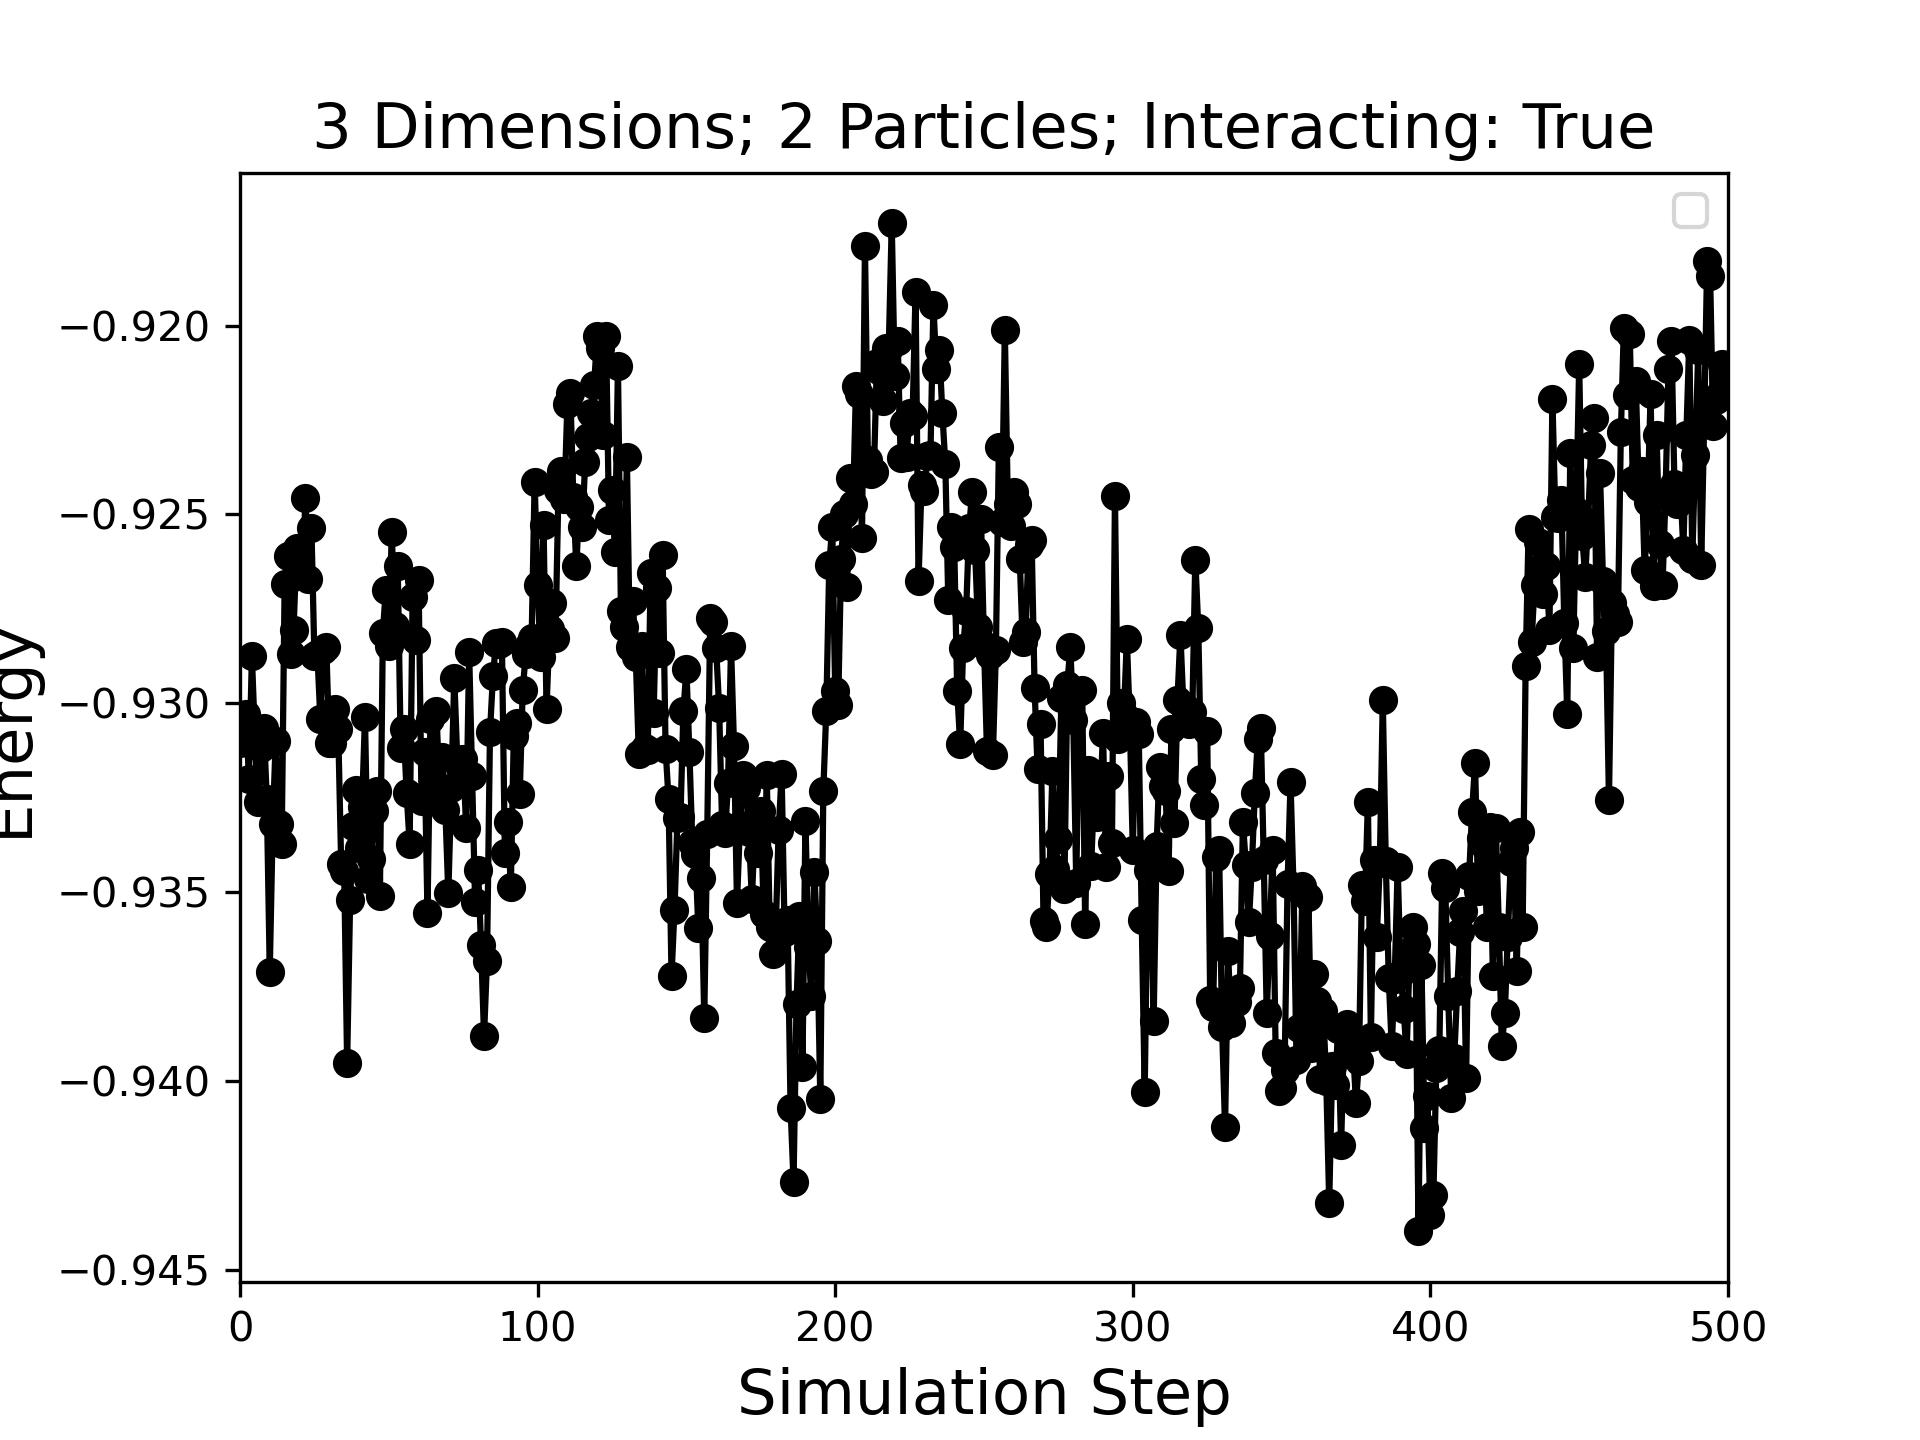 3 Dimensions; 2 Particles; Interacting: True
−0.920
−0.925
−0.930
−0.935
−0.940
−0.945
Energy
0 100 200 300 400 500
Simulation Step